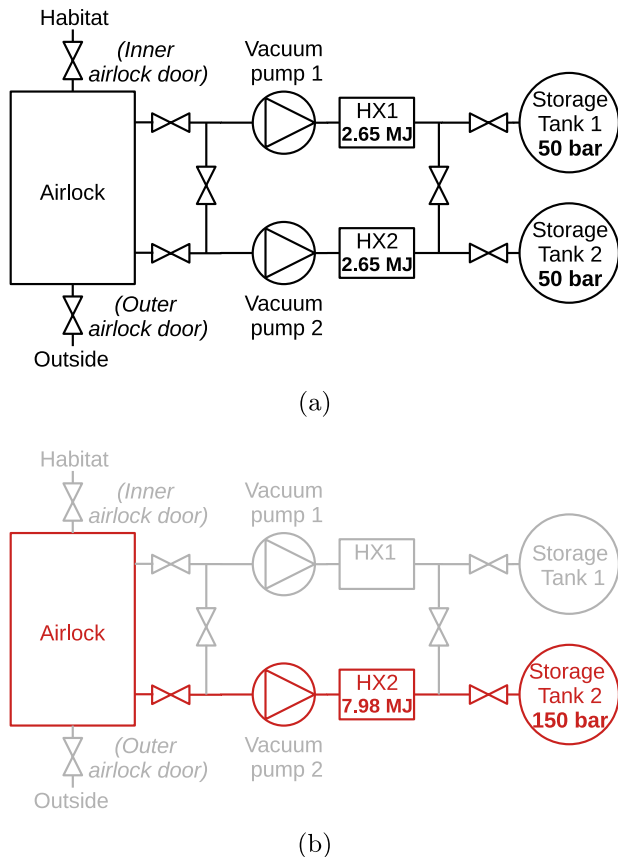 Habitat
(Inner
airlock door)
Vacuum
pump 1
HX1
2.65 MJ
Storage
Tank 1
50 bar
Airlock
HX2
2.65 MJ
Storage
Tank 2
50 bar
(Outer
airlock door)
Vacuum
pump 2
Outside
(a)
Habitat
(Inner
airlock door)
Vacuum
pump 1
HX1
Storage
Tank 1
Airlock
HX2
7.98 MJ
Storage
Tank 2
150 bar
(Outer
airlock door)
Vacuum
pump 2
Outside
(b)